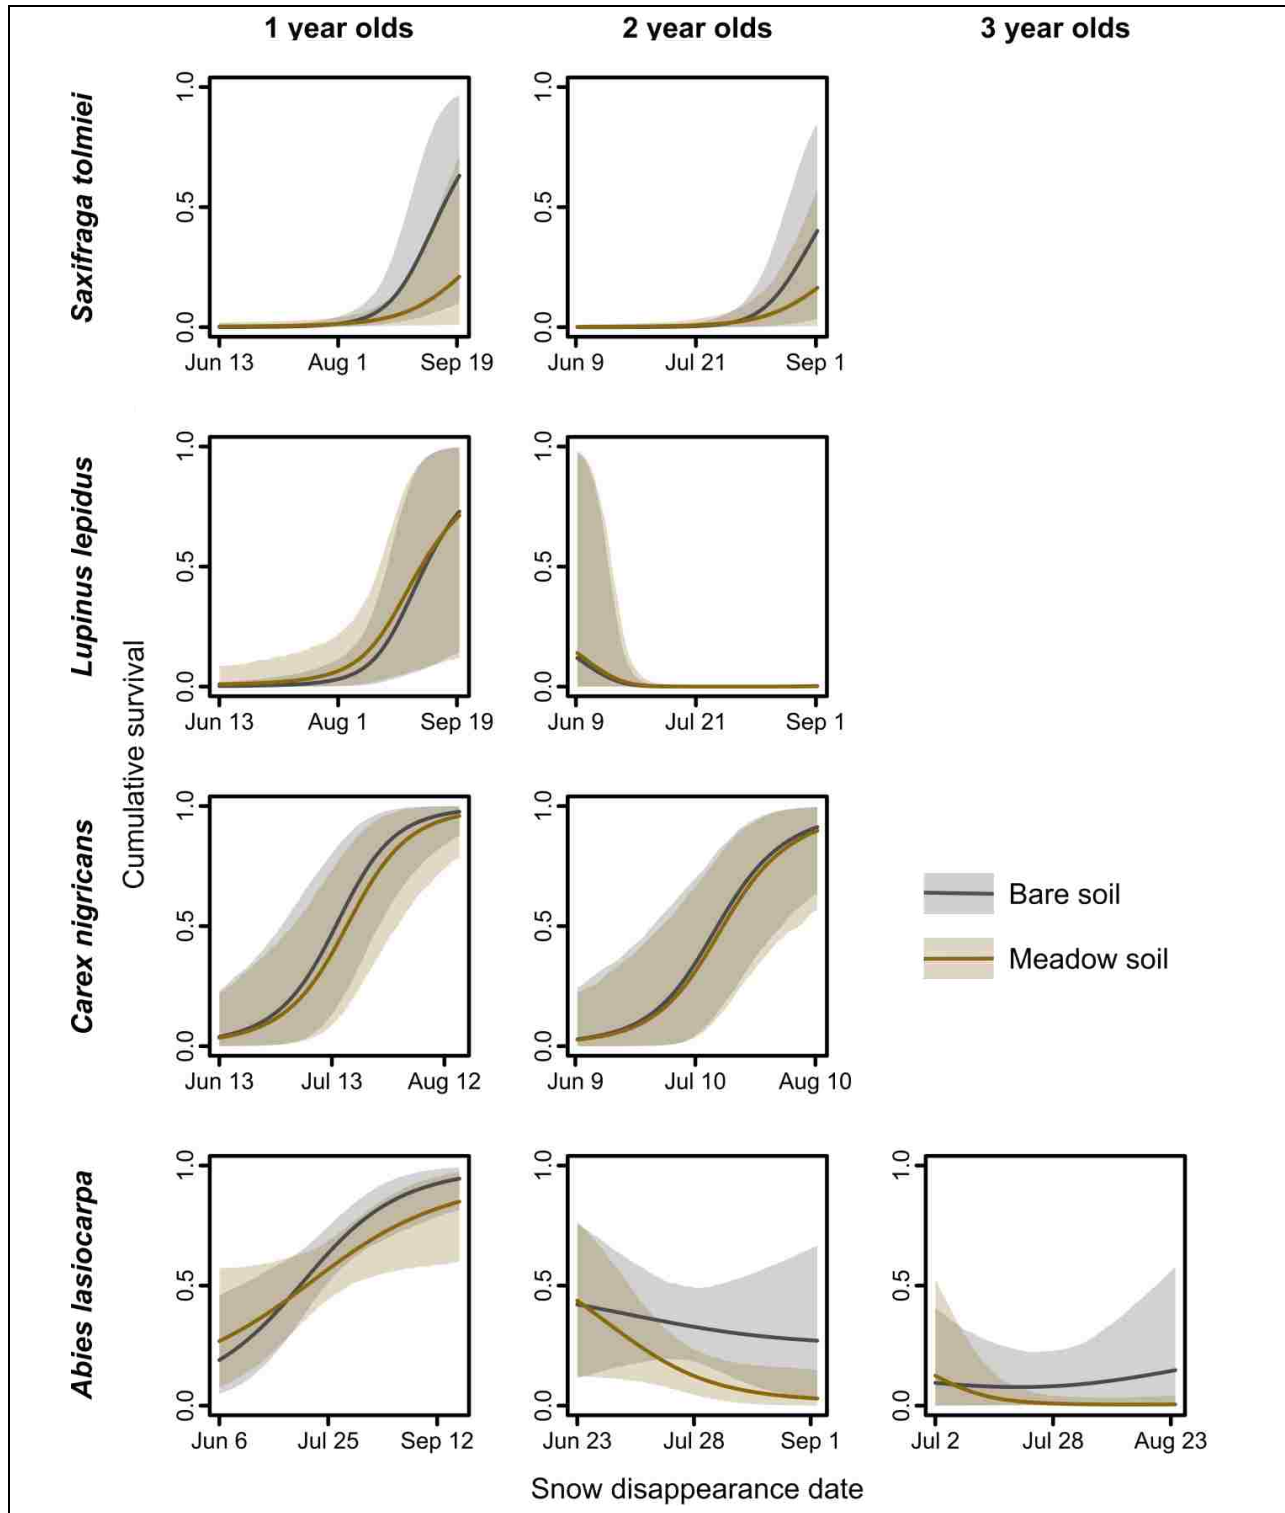 1 year olds 2 year olds 3 year olds
Saxifraga tolmiei
1.0 1.0
0.5 0.5
0.0 0.0
Jun 13 Aug 1 Sep 19 Jun 9 Jul 21 Sep 1
Lupinus lepidus
1.0 1.0
0.5 0.5
0.0 0.0
Jun 13 Aug 1 Sep 19 Jun 9 Jul 21 Sep 1
Cumulative survival
Carex nigricans
1.0 1.0
0.5 0.5
0.0 0.0
Jun 13 Jul 13 Aug 12 Jun 9 Jul 10 Aug 10
Bare soil
Meadow soil
Abies lasiocarpa
1.0 1.0 1.0
0.5 0.5 0.5
0.0 0.0 0.0
Jun 6 Jul 25 Sep 12 Jun 23 Jul 28 Sep 1 Jul 2 Jul 28 Aug 23
Snow disappearance date